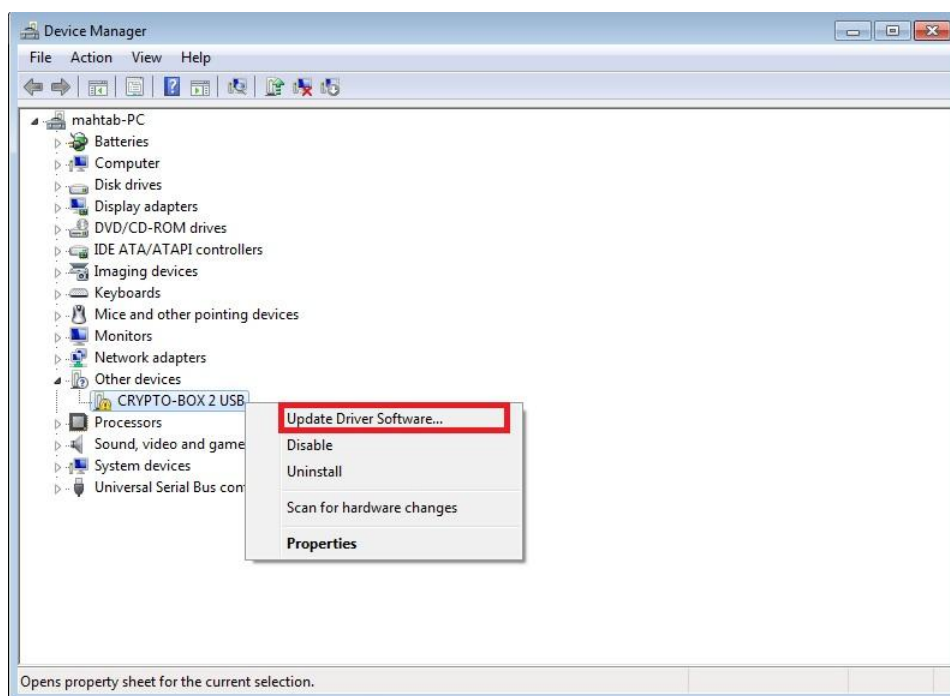 Device Manager
File Action View Help
mahtab-PC
Batteries
Computer
Disk drives
Display adapters
DVD/CD-ROM drives
IDE ATA/ATAPI controllers
Imaging devices
Keyboards
Mice and other pointing devices
Monitors
Network adapters
Other devices
CRYPTO-BOX 2 USB
Processors
Sound, video and game
System devices
Universal Serial Bus con
Update Driver Software...
Disable
Uninstall
Scan for hardware changes
Properties
Opens property sheet for the current selection.